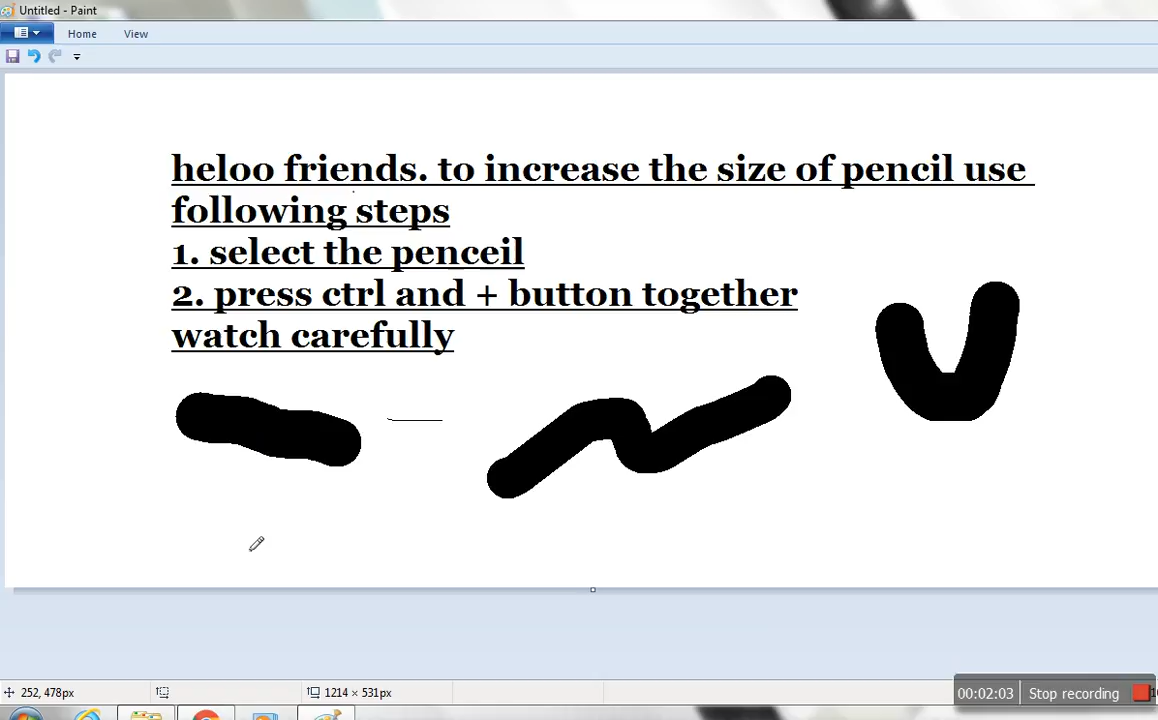 Untitled - Paint
Home View
heloo friends. to increase the size of pencil use
following steps
1. select the penceil
2. press ctrl and + button together
watch carefully
252, 478px
1214 × 531px
00:02:03 Stop recording